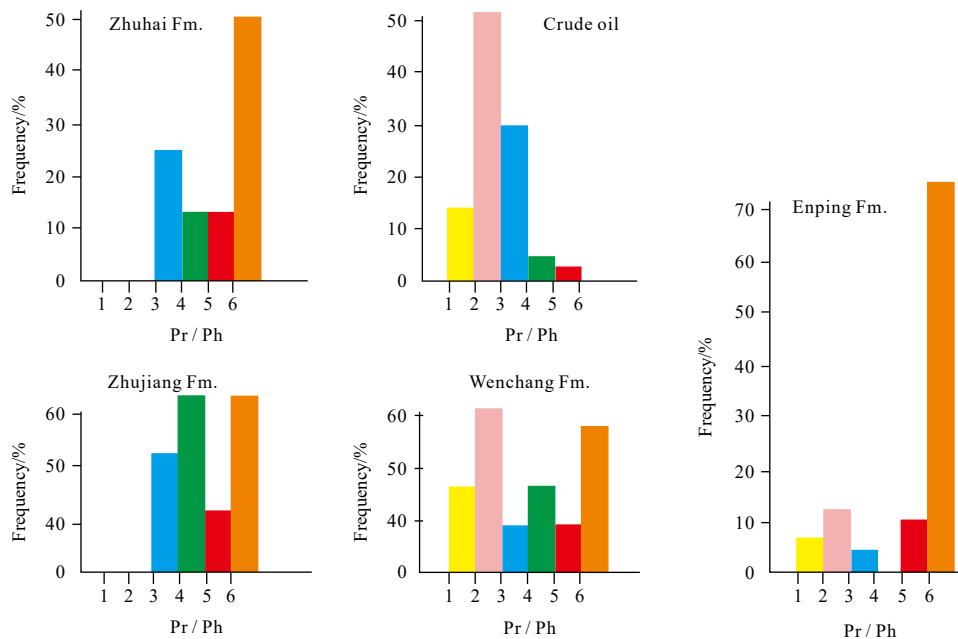 Zhuhai Fm.
Frequency/%
50
40
30
20
10
0
1 2 3 4 5 6
Pr / Ph
Crude oil
Frequency/%
50
40
30
20
10
0
1 2 3 4 5 6
Pr / Ph
Zhujiang Fm.
Frequency/%
60
50
40
0
1 2 3 4 5 6
Pr / Ph
Wenchang Fm.
Frequency/%
60
50
40
0
1 2 3 4 5 6
Pr / Ph
Enping Fm.
Frequency/%
70
60
50
40
30
20
10
0
1 2 3 4 5 6
Pr / Ph